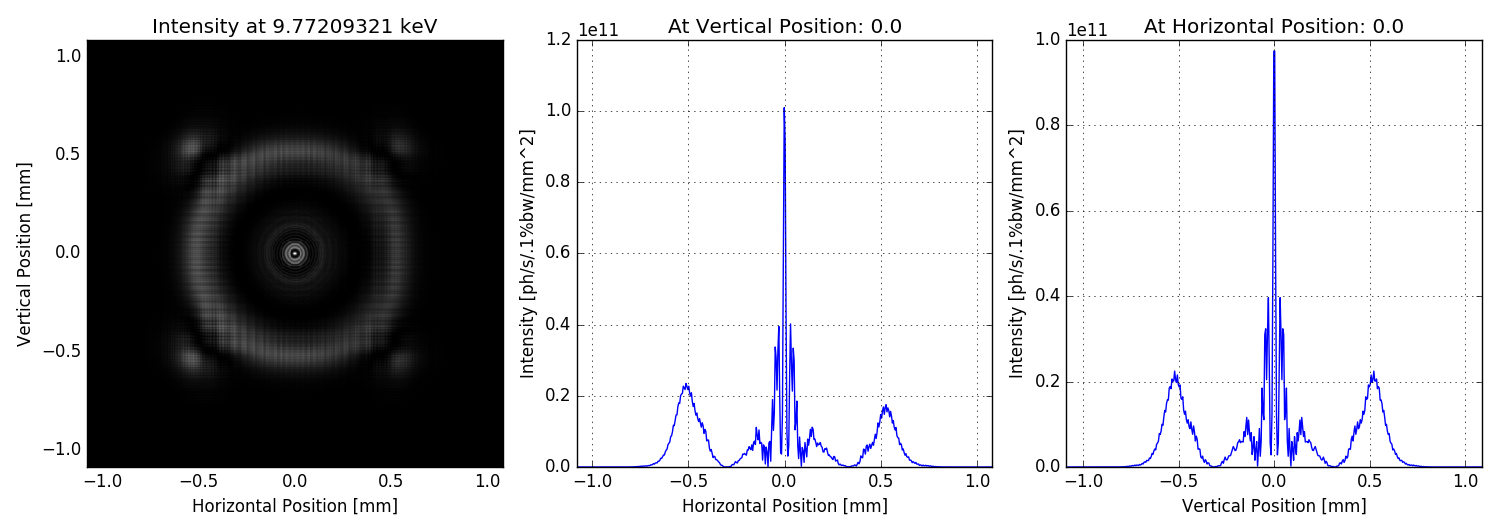 Intensity at 9.77209321 keV
1.0
0.5
0.0
−0.5
−1.0
Vertical Position [mm]
−1.0 −0.5 0.0 0.5 1.0
Horizontal Position [mm]
1e11
At Vertical Position: 0.0
1.2
1.0
0.8
0.6
0.4
0.2
0.0
Intensity [ph/s/.1%bw/mm^2]
−1.0 −0.5 0.0 0.5 1.0
Horizontal Position [mm]
1e11
At Horizontal Position: 0.0
1.0
0.8
0.6
0.4
0.2
0.0
Intensity [ph/s/.1%bw/mm^2]
−1.0 −0.5 0.0 0.5 1.0
Vertical Position [mm]